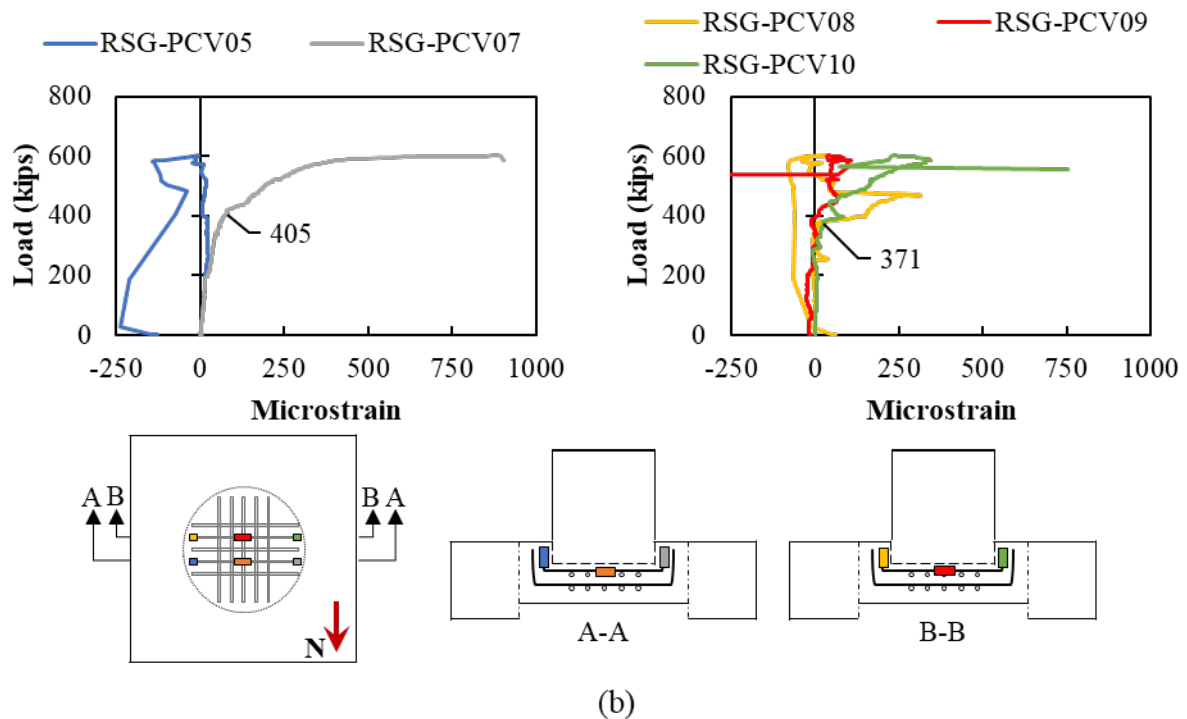 RSG-PCV05 RSG-PCV07
800
600
400
200
0
-250 0 250 500 750 1000
Load (kips)
Microstrain
405
RSG-PCV08 RSG-PCV09
RSG-PCV10
800
600
400
200
0
-250 0 250 500 750 1000
Load (kips)
Microstrain
371
A B B A
N
A-A
B-B
(b)